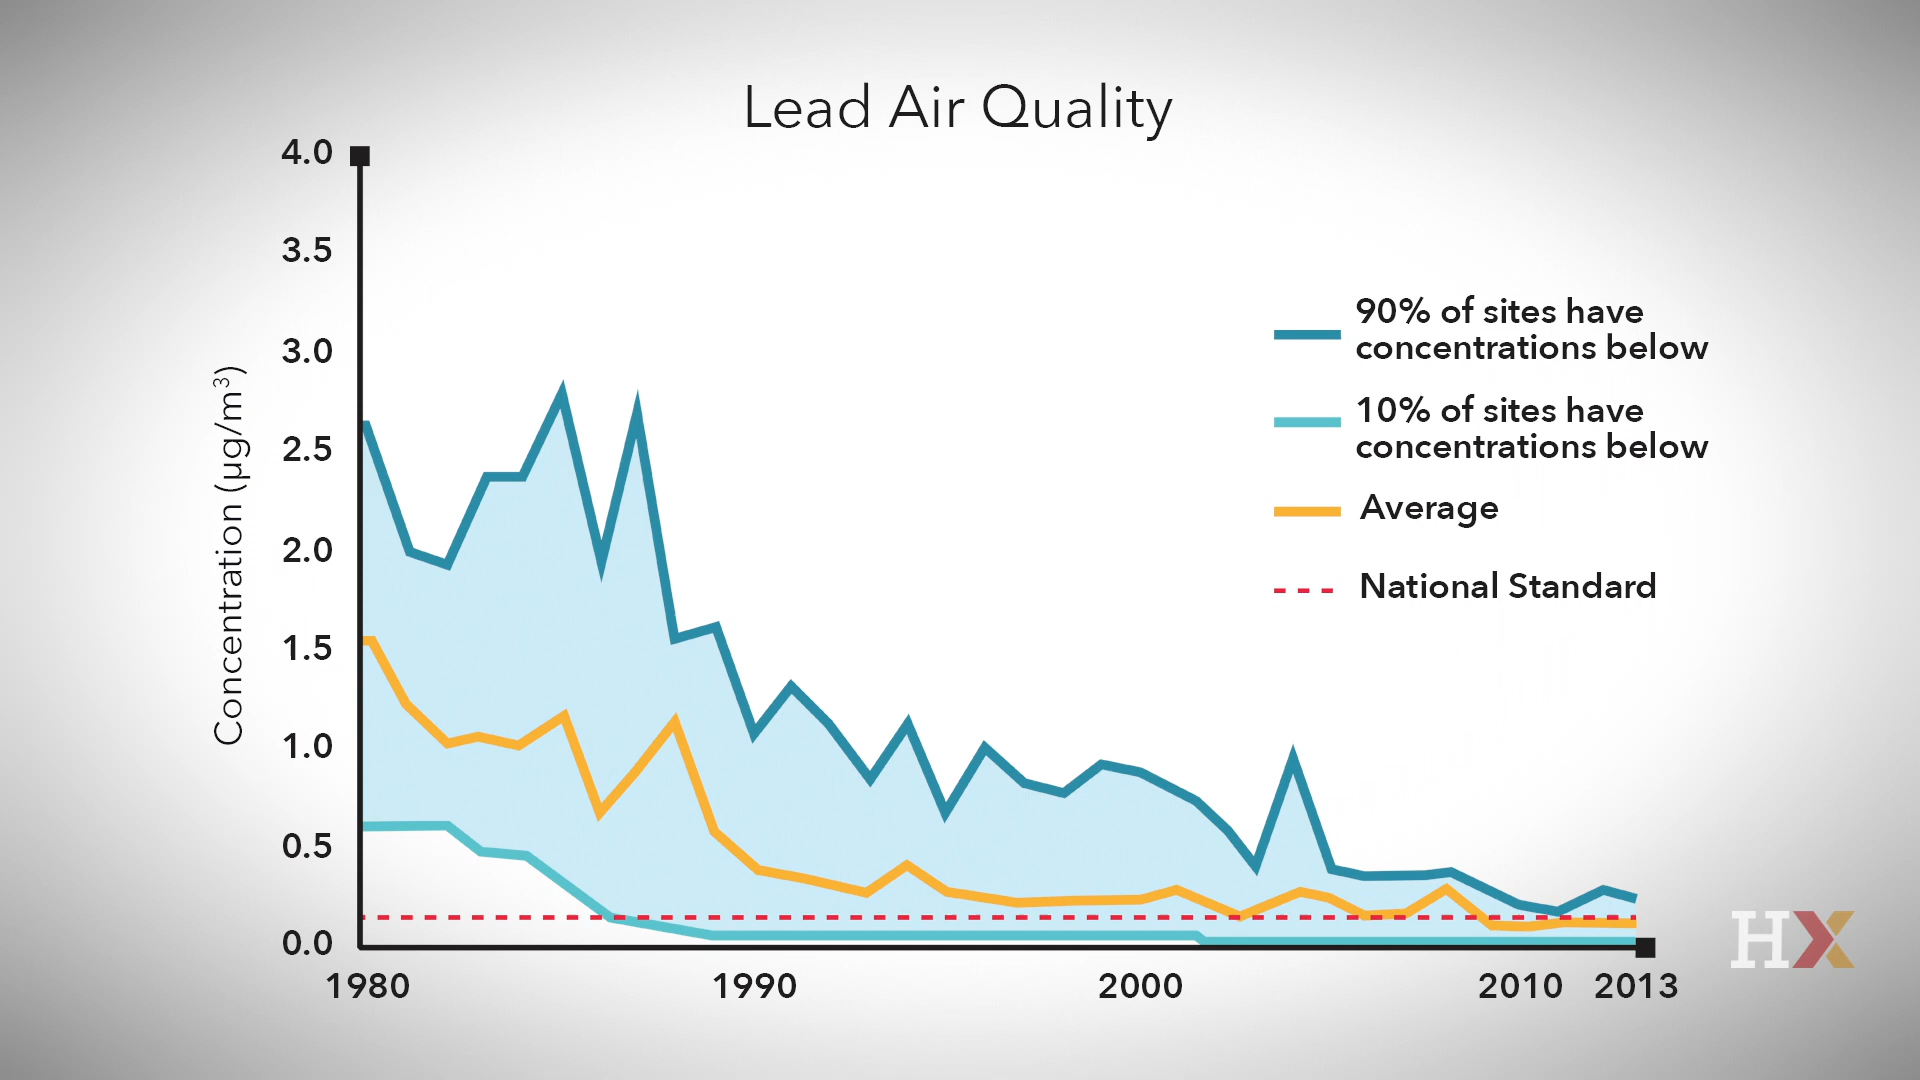 Lead Air Quality
4.0
3.5
3.0
2.5
2.0
1.5
1.0
0.5
0.0
Concentration (µg/m³)
1980
1990
2000
2010
2013
90% of sites have
concentrations below
10% of sites have
concentrations below
Average
National Standard
HX